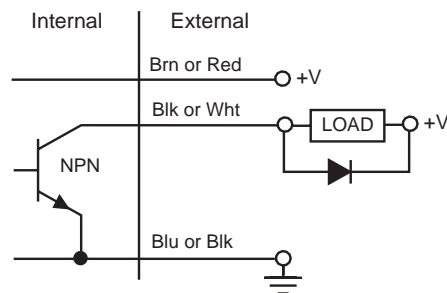 Internal External
Brn or Red
+V
Blk or Wht
LOAD
+V
NPN
Blu or Blk